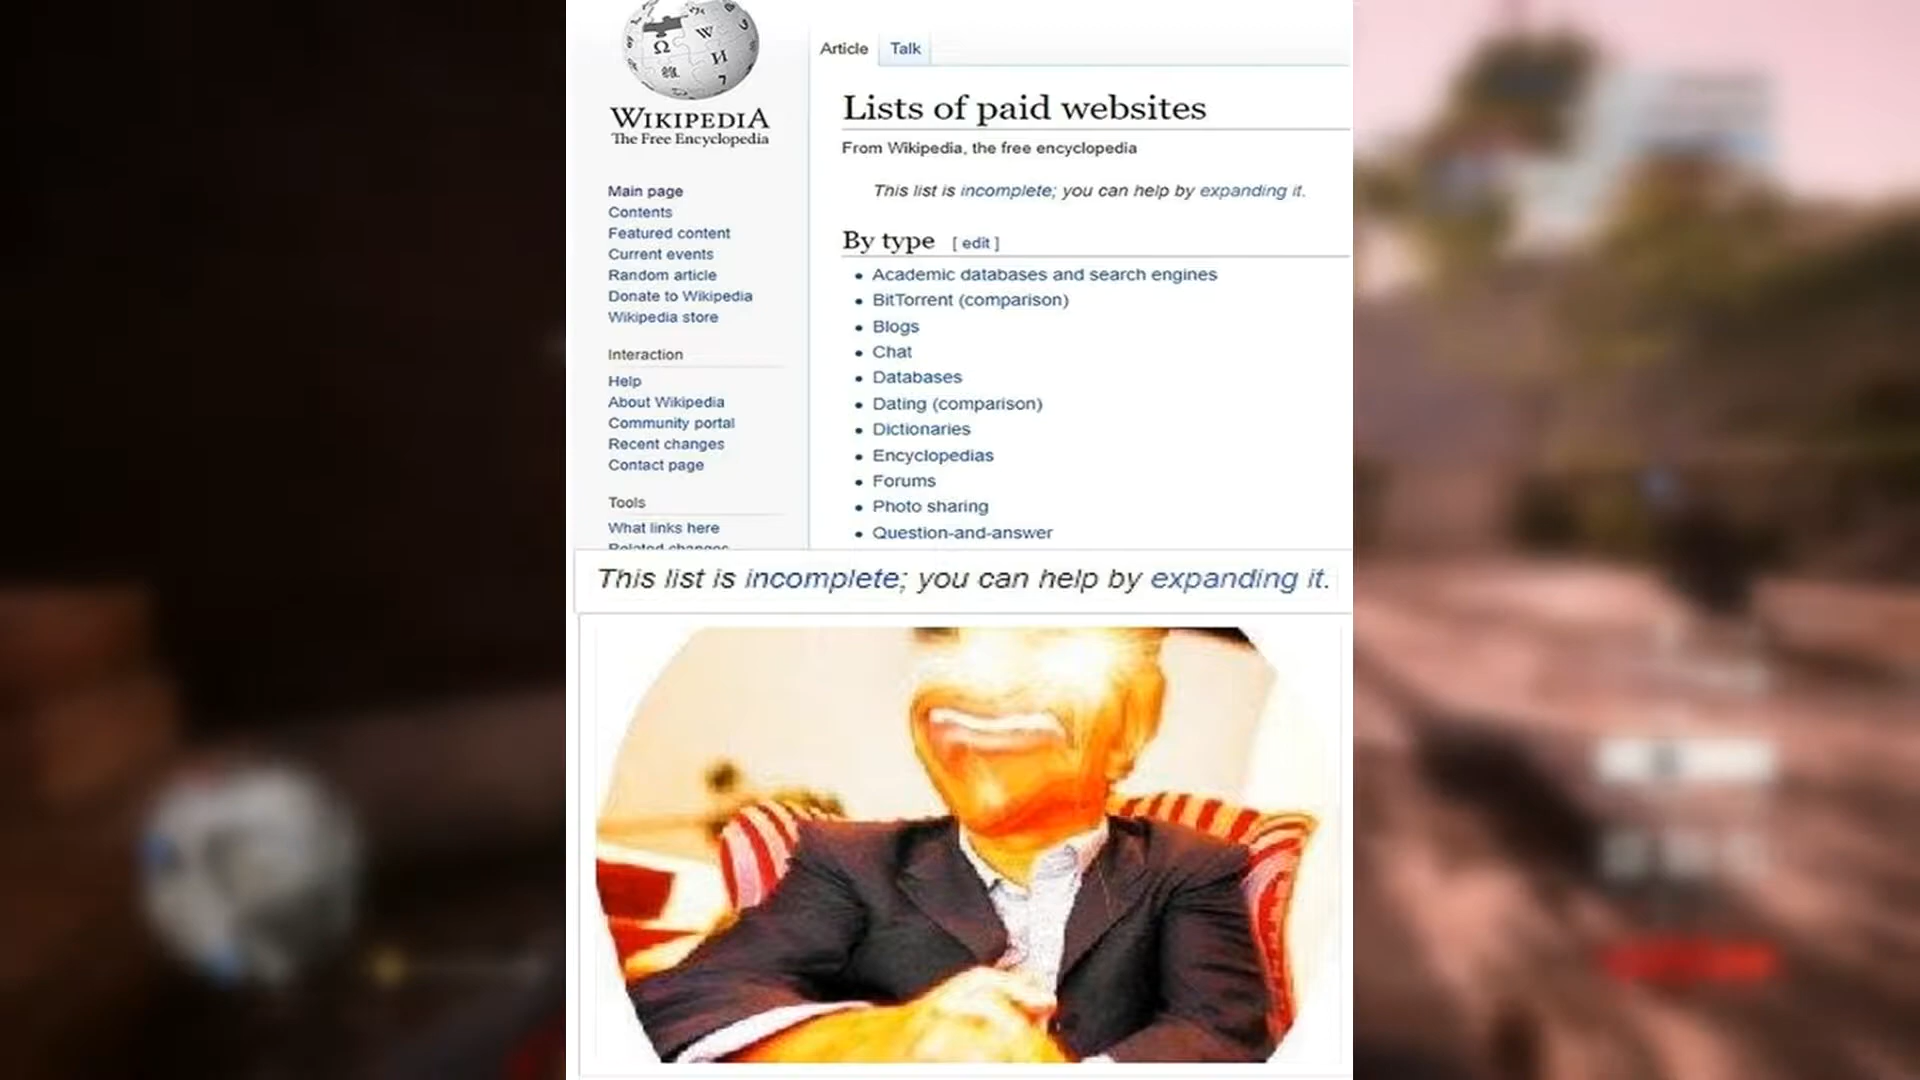 WIKIPEDIA
The Free Encyclopedia
Main page
Contents
Featured content
Current events
Random article
Donate to Wikipedia
Wikipedia store
Interaction
Help
About Wikipedia
Community portal
Recent changes
Contact page
Tools
What links here
Related changes
Article Talk
Lists of paid websites
From Wikipedia, the free encyclopedia
This list is incomplete; you can help by expanding it.
By type [ edit ]
Academic databases and search engines
BitTorrent (comparison)
Blogs
Chat
Databases
Dating (comparison)
Dictionaries
Encyclopedias
Forums
Photo sharing
Question-and-answer
This list is incomplete; you can help by expanding it.